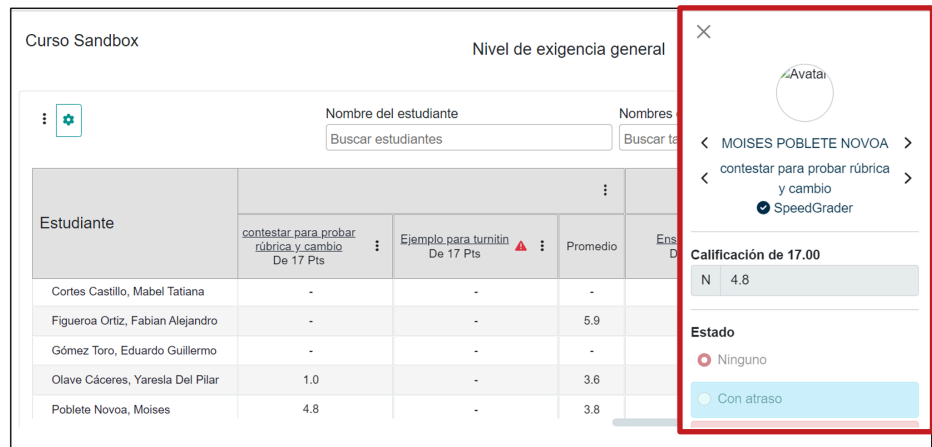 Curso Sandbox
Nivel de exigencia general
Nombre del estudiante
Nombres
Buscar estudiantes
Buscar ta
Estudiante
contestar para probar
rúbrica y cambio
De 17 Pts
Ejemplo para turnitin
De 17 Pts
Promedio
Ens
D
Cortes Castillo, Mabel Tatiana - - -
Figueroa Ortiz, Fabian Alejandro - - 5.9
Gómez Toro, Eduardo Guillermo - - -
Olave Cáceres, Yaresla Del Pilar 1.0 - 3.6
Poblete Novoa, Moises 4.8 - 3.8
Avatar
MOISES POBLETE NOVOA
contestar para probar rúbrica
y cambio
SpeedGrader
Calificación de 17.00
N 4.8
Estado
Ninguno
Con atraso